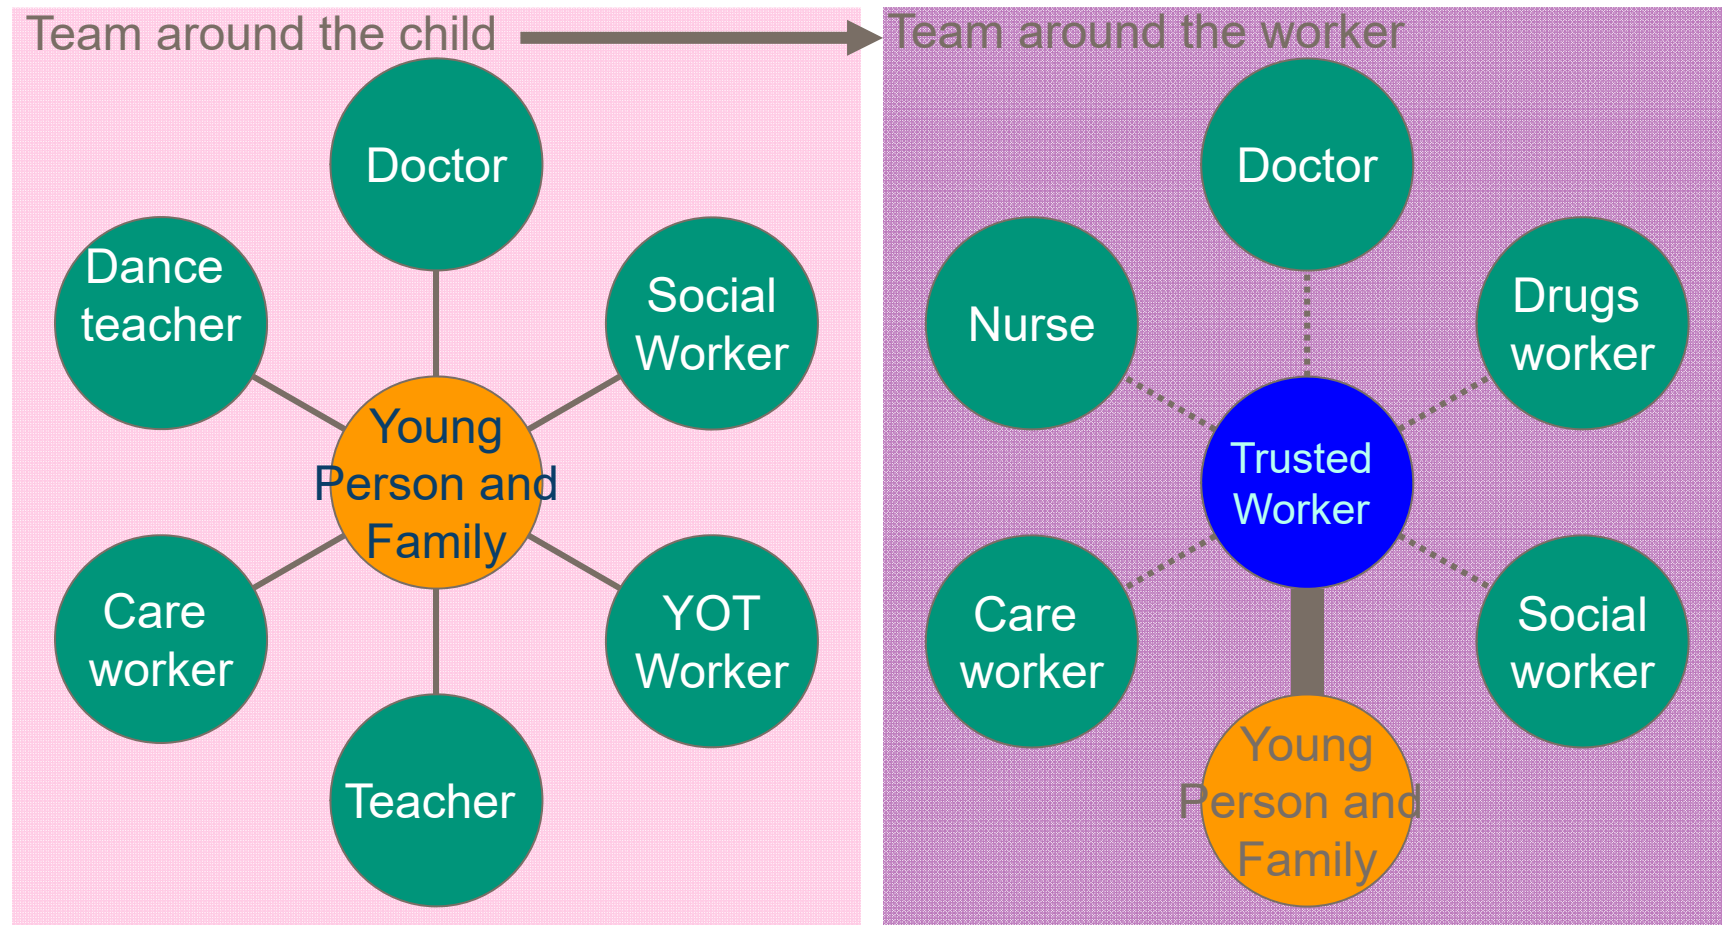 Team around the child
Team around the worker
Doctor
Dance
teacher
Social
Worker
Young
Person and
Family
Care
worker
YOT
Worker
Teacher
Doctor
Nurse
Drugs
worker
Trusted
Worker
Care
worker
Social
worker
Young
Person and
Family